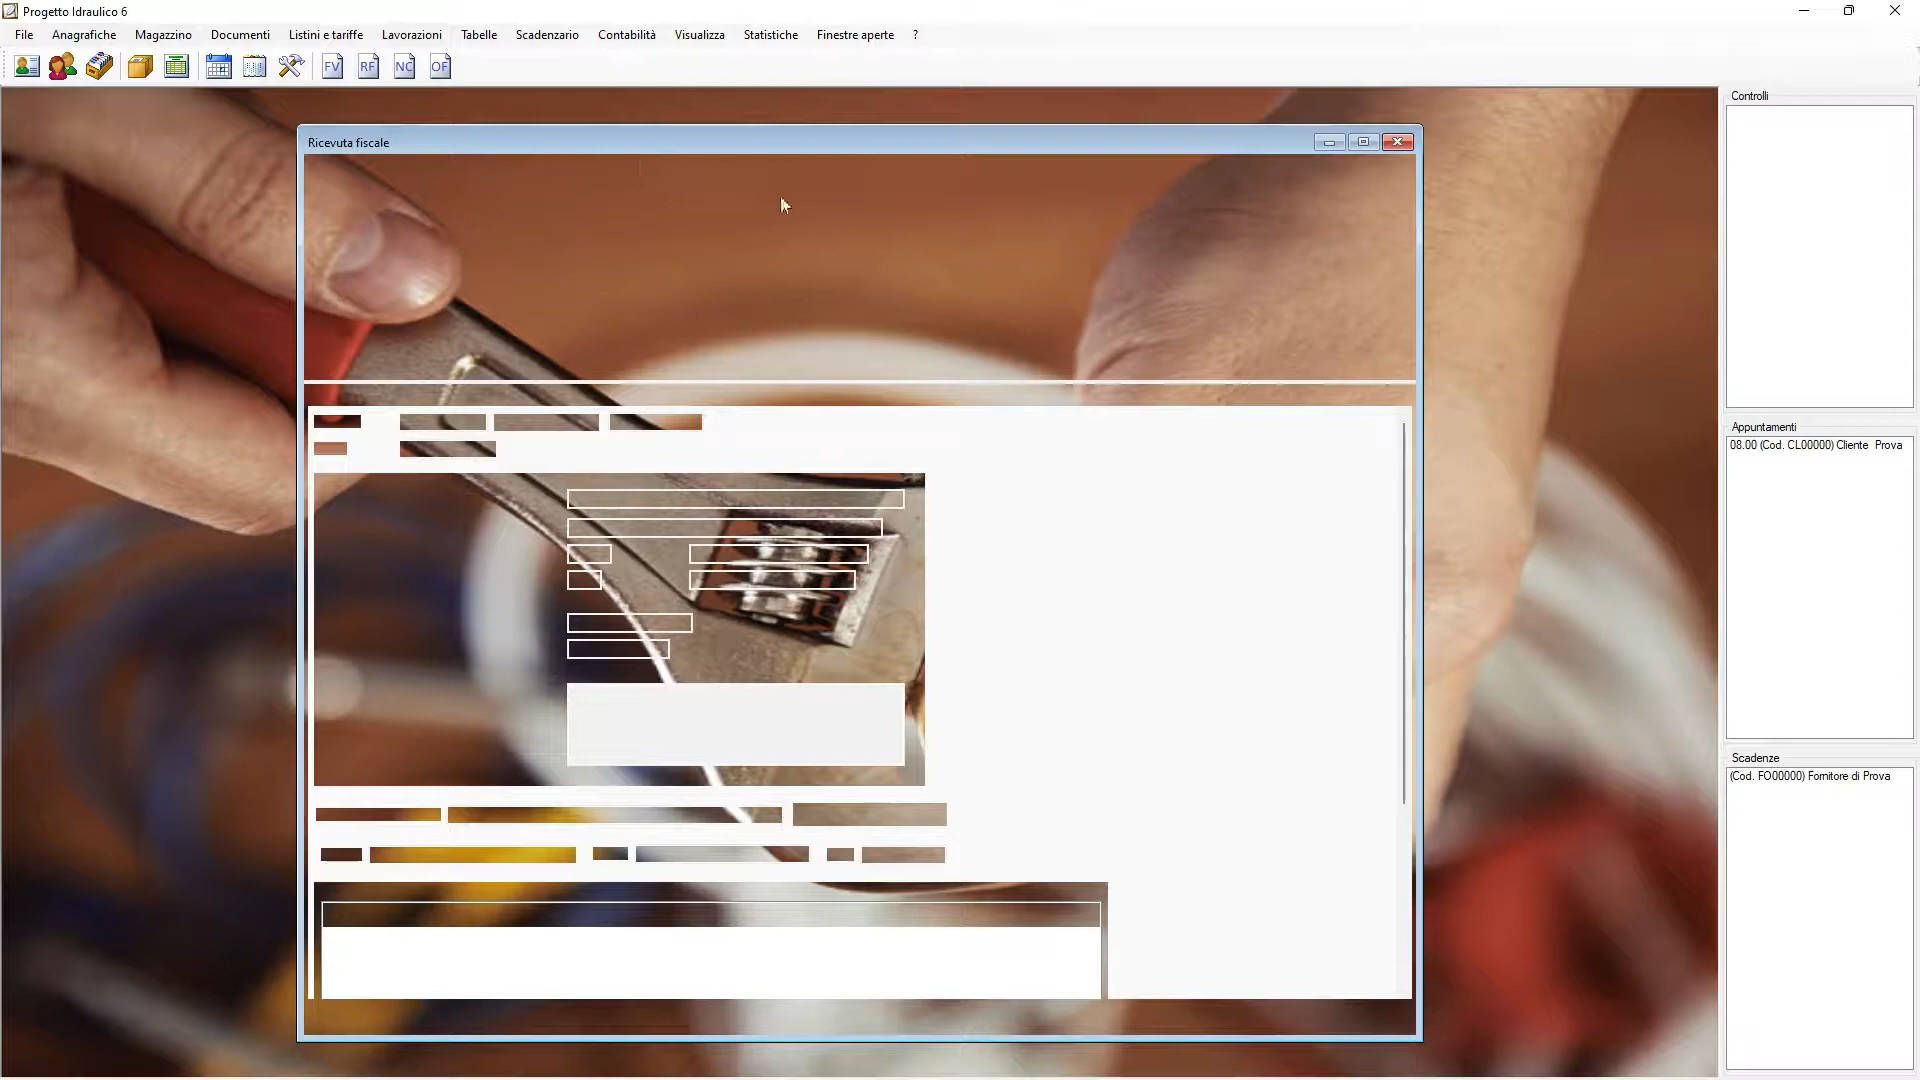 Progetto Idraulico 6
File Anagrafiche Magazzino Documenti Listini e tariffe Lavorazioni Tabelle Scadenzario Contabilità Visualizza Statistiche Finestre aperte ?
FV RF NC OF
Controlli
Ricevuta fiscale
Appuntamenti
08.00 (Cod. CL00000) Cliente Prova
Scadenze
(Cod. FO00000) Fornitore di Prova